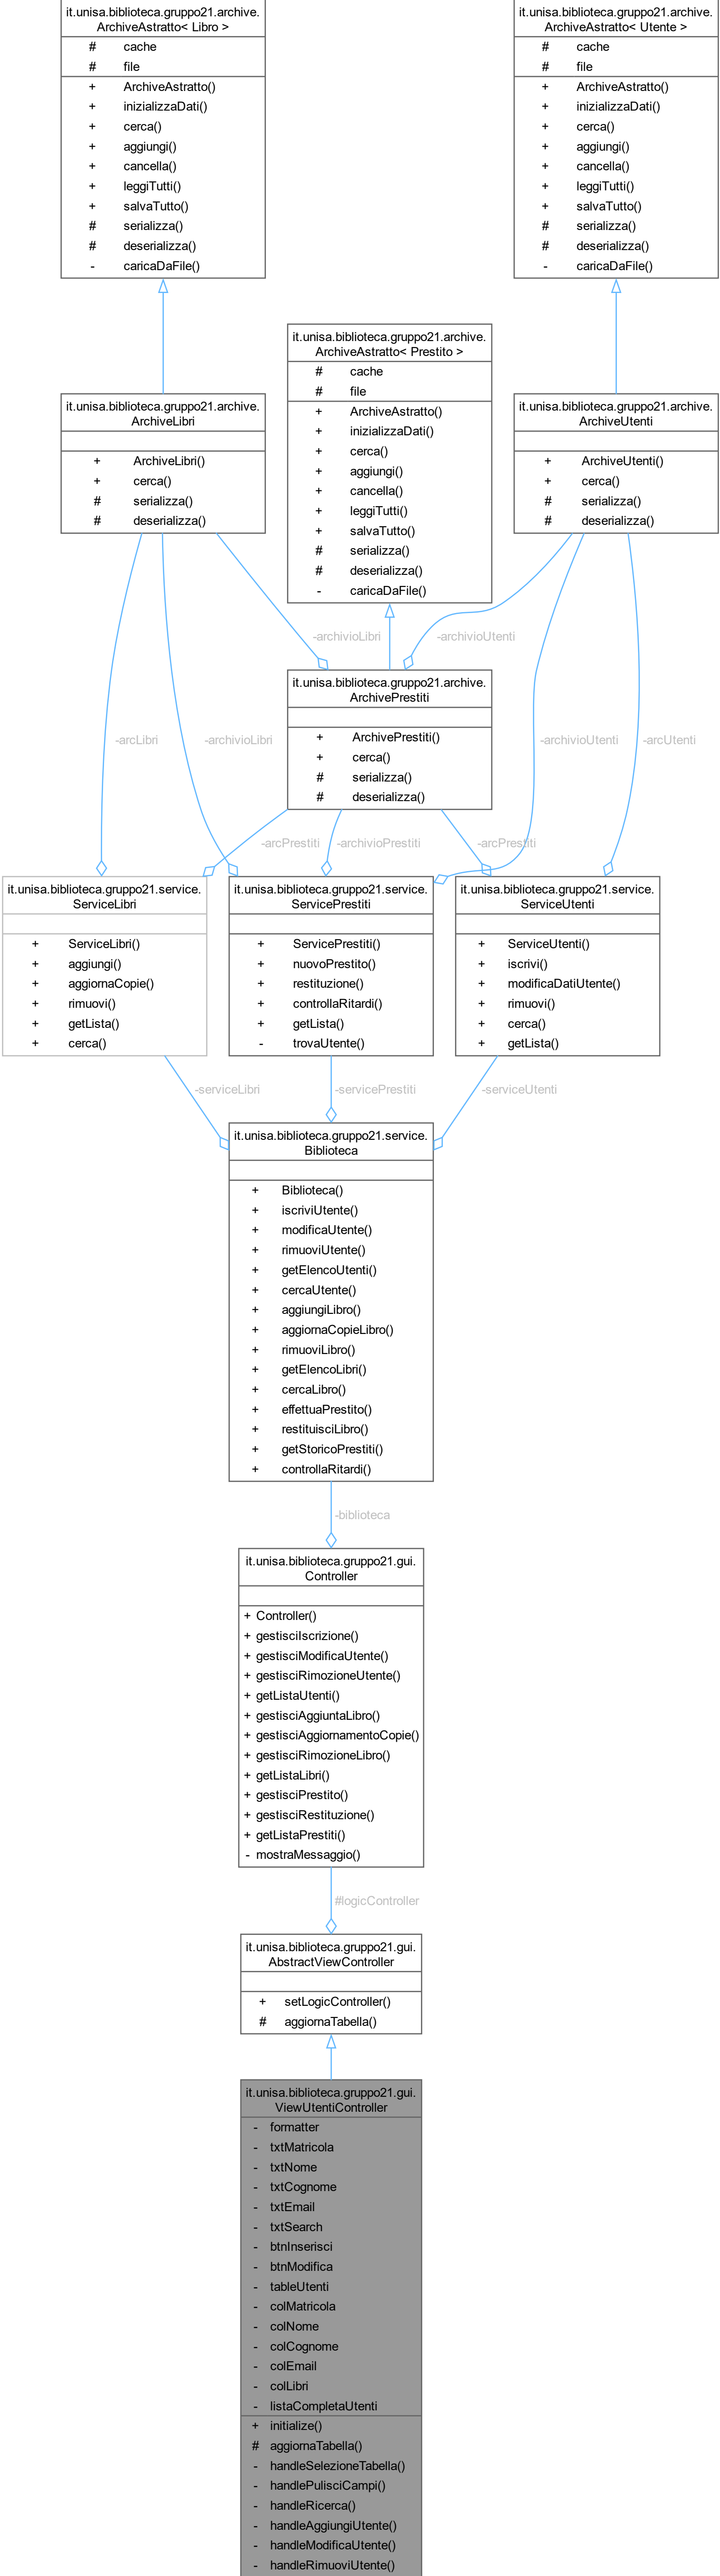 it.unisa.biblioteca.gruppo21.archive.
ArchiveAstratto< Libro >
# cache
# file
+ ArchiveAstratto()
+ inizializzaDati()
+ cerca()
+ aggiungi()
+ cancella()
+ leggiTutti()
+ salvaTutto()
# serializza()
# deserializza()
- caricaDaFile()
it.unisa.biblioteca.gruppo21.archive.
ArchiveAstratto< Utente >
# cache
# file
+ ArchiveAstratto()
+ inizializzaDati()
+ cerca()
+ aggiungi()
+ cancella()
+ leggiTutti()
+ salvaTutto()
# serializza()
# deserializza()
- caricaDaFile()
it.unisa.biblioteca.gruppo21.archive.
ArchiveAstratto< Prestito >
# cache
# file
+ ArchiveAstratto()
+ inizializzaDati()
+ cerca()
+ aggiungi()
+ cancella()
+ leggiTutti()
+ salvaTutto()
# serializza()
# deserializza()
- caricaDaFile()
it.unisa.biblioteca.gruppo21.archive.
ArchiveLibri
+ ArchiveLibri()
+ cerca()
# serializza()
# deserializza()
it.unisa.biblioteca.gruppo21.archive.
ArchiveUtenti
+ ArchiveUtenti()
+ cerca()
# serializza()
# deserializza()
-archivioLibri
-archivioUtenti
it.unisa.biblioteca.gruppo21.archive.
ArchivePrestiti
+ ArchivePrestiti()
+ cerca()
# serializza()
# deserializza()
-arcLibri
-archivioLibri
-archivioUtenti
-arcUtenti
-arcPrestiti
-archivioPrestiti
-arcPrestiti
it.unisa.biblioteca.gruppo21.service.
ServiceLibri
+ ServiceLibri()
+ aggiungi()
+ aggiornaCopie()
+ rimuovi()
+ getLista()
+ cerca()
it.unisa.biblioteca.gruppo21.service.
ServicePrestiti
+ ServicePrestiti()
+ nuovoPrestito()
+ restituzione()
+ controllaRitardi()
+ getLista()
- trovaUtente()
it.unisa.biblioteca.gruppo21.service.
ServiceUtenti
+ ServiceUtenti()
+ iscrivi()
+ modificaDatiUtente()
+ rimuovi()
+ cerca()
+ getLista()
-serviceLibri
-servicePrestiti
-serviceUtenti
it.unisa.biblioteca.gruppo21.service.
Biblioteca
+ Biblioteca()
+ iscriviUtente()
+ modificaUtente()
+ rimuoviUtente()
+ getElencoUtenti()
+ cercaUtente()
+ aggiungiLibro()
+ aggiornaCopieLibro()
+ rimuoviLibro()
+ getElencoLibri()
+ cercaLibro()
+ effettuaPrestito()
+ restituisciLibro()
+ getStoricoPrestiti()
+ controllaRitardi()
-biblioteca
it.unisa.biblioteca.gruppo21.gui.
Controller
+ Controller()
+ gestisciIscrizione()
+ gestisciModificaUtente()
+ gestisciRimozioneUtente()
+ getListaUtenti()
+ gestisciAggiuntaLibro()
+ gestisciAggiornamentoCopie()
+ gestisciRimozioneLibro()
+ getListaLibri()
+ gestisciPrestito()
+ gestisciRestituzione()
+ getListaPrestiti()
- mostraMessaggio()
#logicController
it.unisa.biblioteca.gruppo21.gui.
AbstractViewController
+ setLogicController()
# aggiornaTabella()
it.unisa.biblioteca.gruppo21.gui.
ViewUtentiController
- formatter
- txtMatricola
- txtNome
- txtCognome
- txtEmail
- txtSearch
- btnInserisci
- btnModifica
- tableUtenti
- colMatricola
- colNome
- colCognome
- colEmail
- colLibri
- listaCompletaUtenti
+ initialize()
# aggiornaTabella()
- handleSelezioneTabella()
- handlePulisciCampi()
- handleRicerca()
- handleAggiungiUtente()
- handleModificaUtente()
- handleRimuoviUtente()